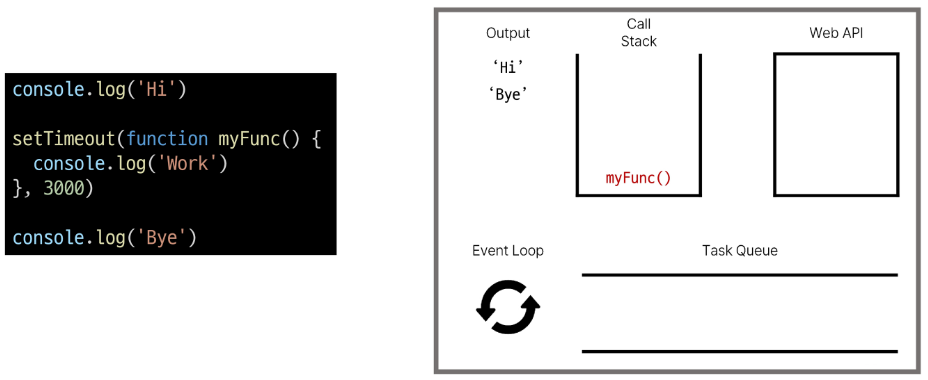 console.log('Hi')
setTimeout(function myFunc() {
  console.log('Work')
}, 3000)
console.log('Bye')
Output
‘Hi’
‘Bye’
Call
Stack
myFunc()
Web API
Event Loop
Task Queue